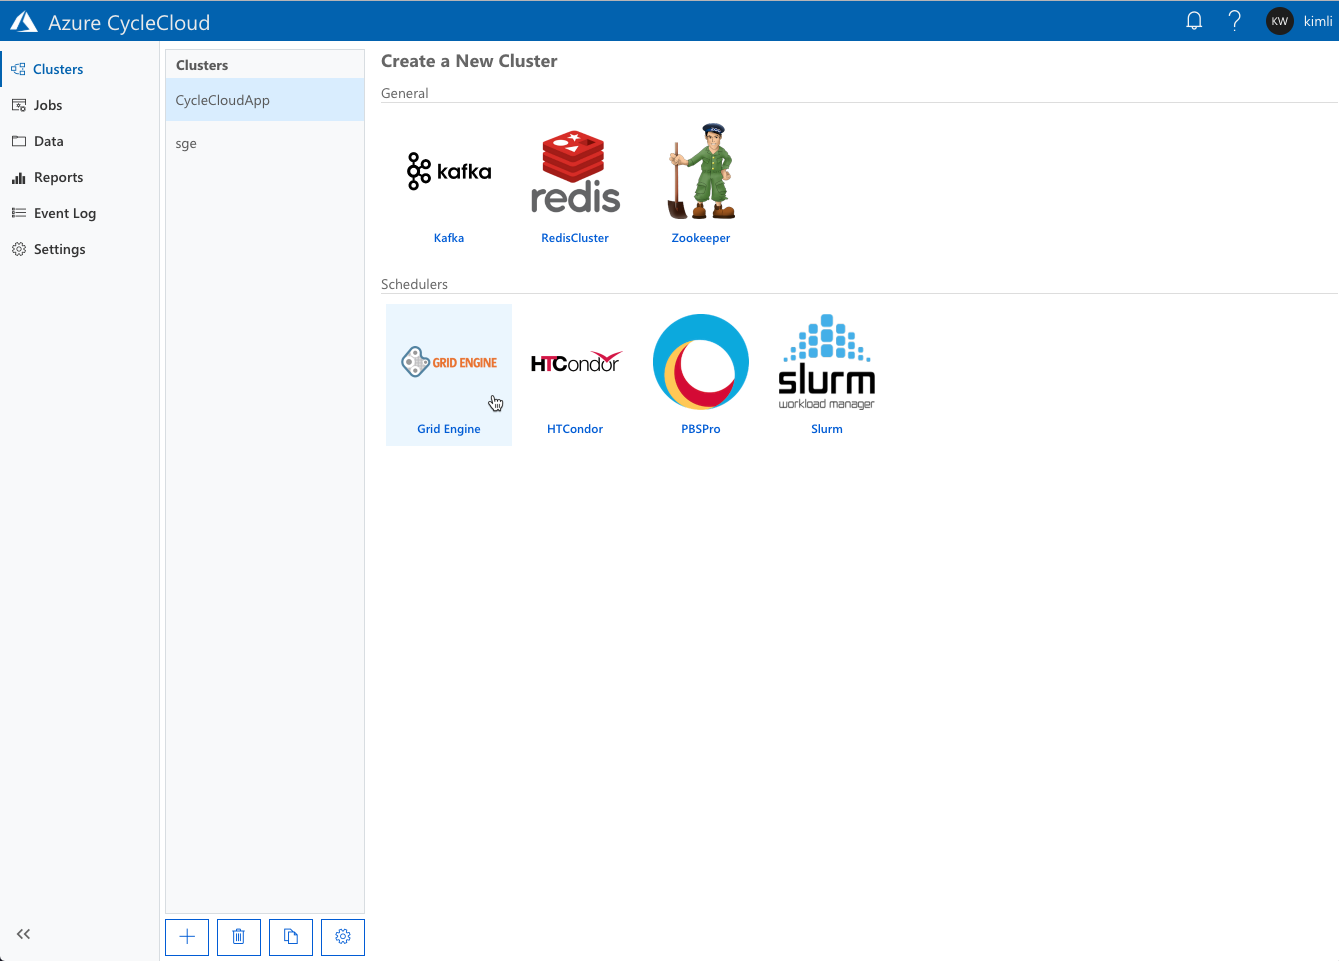 Azure CycleCloud
KW
kimli
Clusters
Jobs
Data
Reports
Event Log
Settings
Clusters
CycleCloudApp
sge
Create a New Cluster
General
kafka
redis
ZOO
Kafka
RedisCluster
Zookeeper
Schedulers
GRID ENGINE
HTCondor
slurm
workload manager
Grid Engine
HTCondor
PBSPro
Slurm